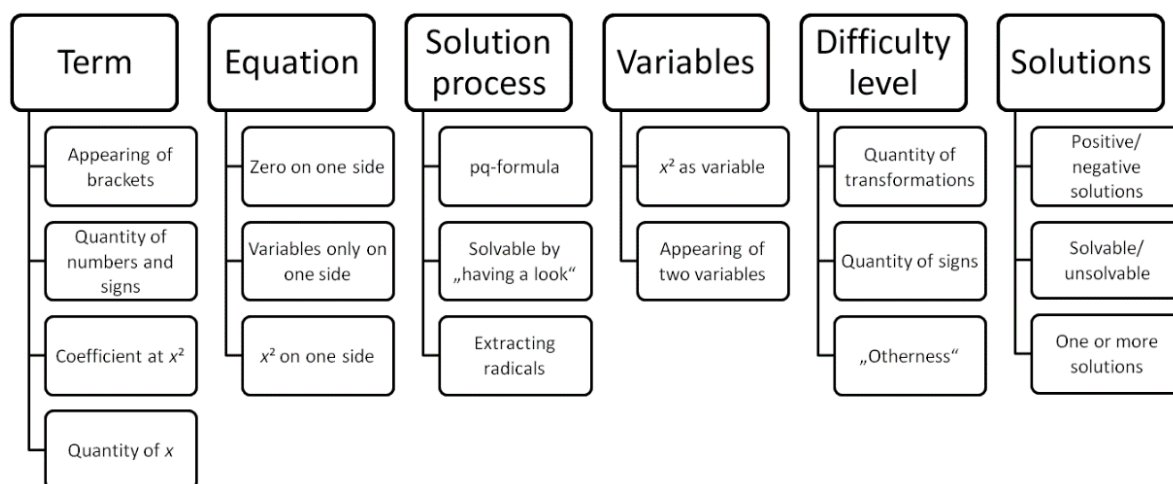 Term
Appearing of
brackets
Quantity of
numbers and
signs
Coefficient at x²
Quantity of x
Equation
Zero on one side
Variables only on
one side
x² on one side
Solution
process
pq-formula
Solvable by
„having a look“
Extracting
radicals
Variables
x² as variable
Appearing of
two variables
Difficulty
level
Quantity of
transformations
Quantity of signs
„Otherness“
Solutions
Positive/
negative
solutions
Solvable/
unsolvable
One or more
solutions